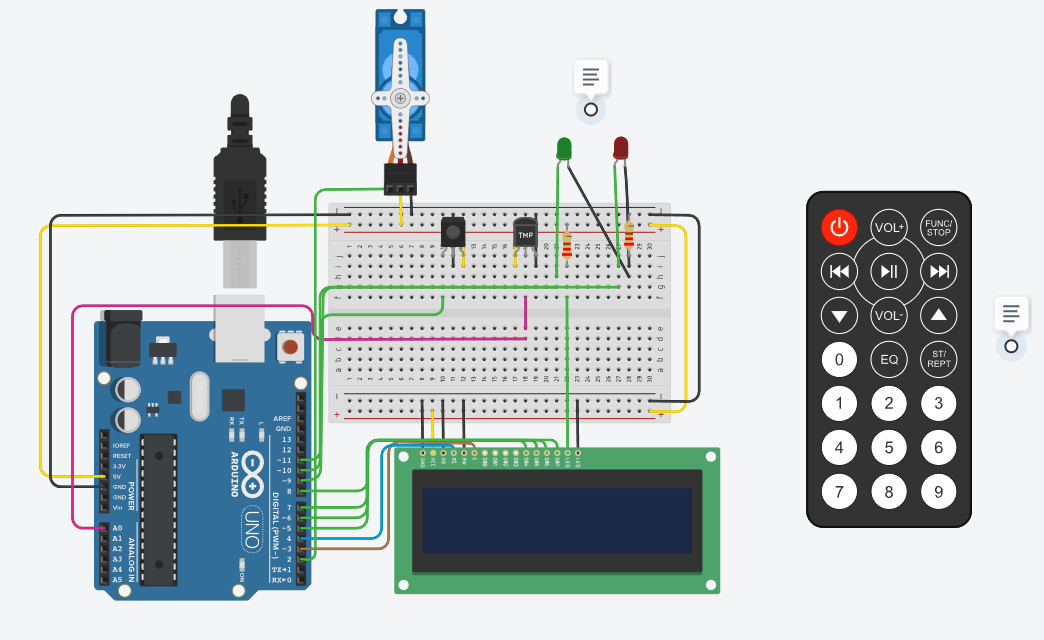 TMP
VOL+
FUNC/
STOP
VOL-
0
EQ
ST/
REPT
1
2
3
4
5
6
7
8
9
IOREF
RESET
3.3V
5V
GND
GND
Vin
POWER
A0
A1
A2
A3
A4
A5
ANALOG IN
RX
TX
L
ARDUINO
UNO
ON
AREF
GND
13
12
~11
~10
~9
8
7
~6
~5
4
~3
2
TX→1
RX←0
DIGITAL (PWM~)